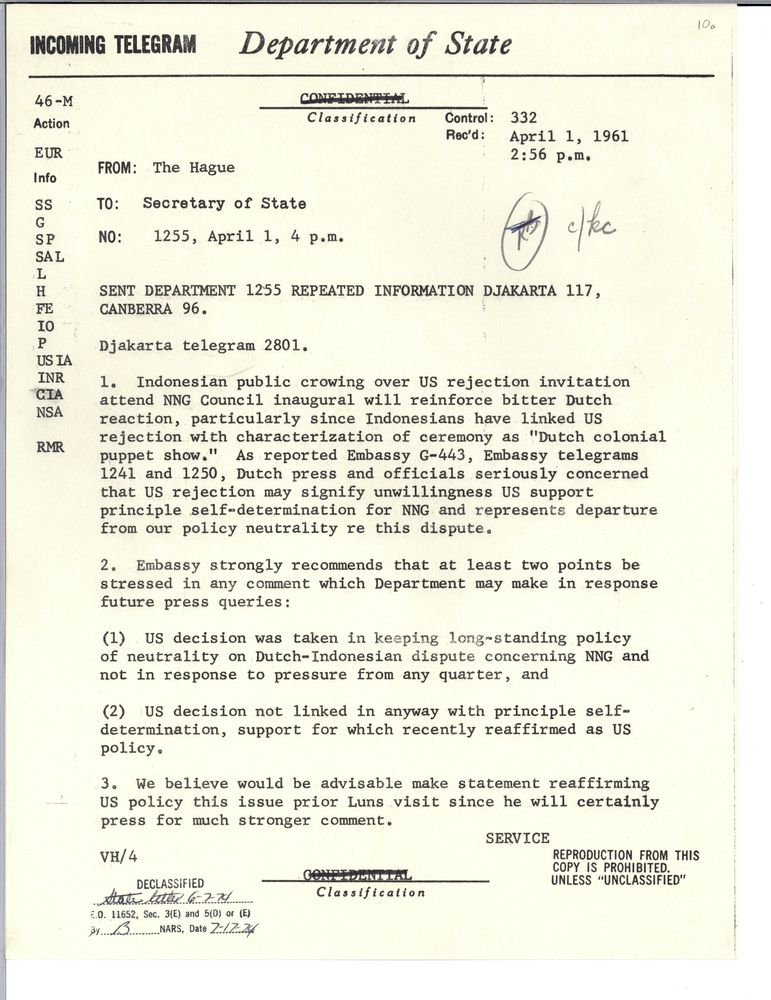 10.
INCOMING TELEGRAM Department of State
46-M
CONFIDENTIAL
Action
Classification
Control: 332
Rec'd: April 1, 1961
2:56 p.m.
EUR
Info
FROM: The Hague
SS
G
SP
SAL
L
H
FE
IO
P
USIA
INR
CIA
NSA
RMR
TO: Secretary of State
NO: 1255, April 1, 4 p.m.
c/kc
SENT DEPARTMENT 1255 REPEATED INFORMATION DJAKARTA 117,
CANBERRA 96.
Djakarta telegram 2801.
1. Indonesian public crowing over US rejection invitation
attend NNG Council inaugural will reinforce bitter Dutch
reaction, particularly since Indonesians have linked US
rejection with characterization of ceremony as "Dutch colonial
puppet show." As reported Embassy G-443, Embassy telegrams
1241 and 1250, Dutch press and officials seriously concerned
that US rejection may signify unwillingness US support
principle self-determination for NNG and represents departure
from our policy neutrality re this dispute.
2. Embassy strongly recommends that at least two points be
stressed in any comment which Department may make in response
future press queries:
(1) US decision was taken in keeping long-standing policy
of neutrality on Dutch-Indonesian dispute concerning NNG and
not in response to pressure from any quarter, and
(2) US decision not linked in anyway with principle self-
determination, support for which recently reaffirmed as US
policy.
3. We believe would be advisable make statement reaffirming
US policy this issue prior Luns visit since he will certainly
press for much stronger comment.
SERVICE
VH/4
REPRODUCTION FROM THIS
COPY IS PROHIBITED.
UNLESS "UNCLASSIFIED"
CONFIDENTIAL
Classification
DECLASSIFIED
State letter 6-7-74
E.O. 11652, Sec. 3(E) and 5(D) or (E)
By B NARS, Date 7-17-74